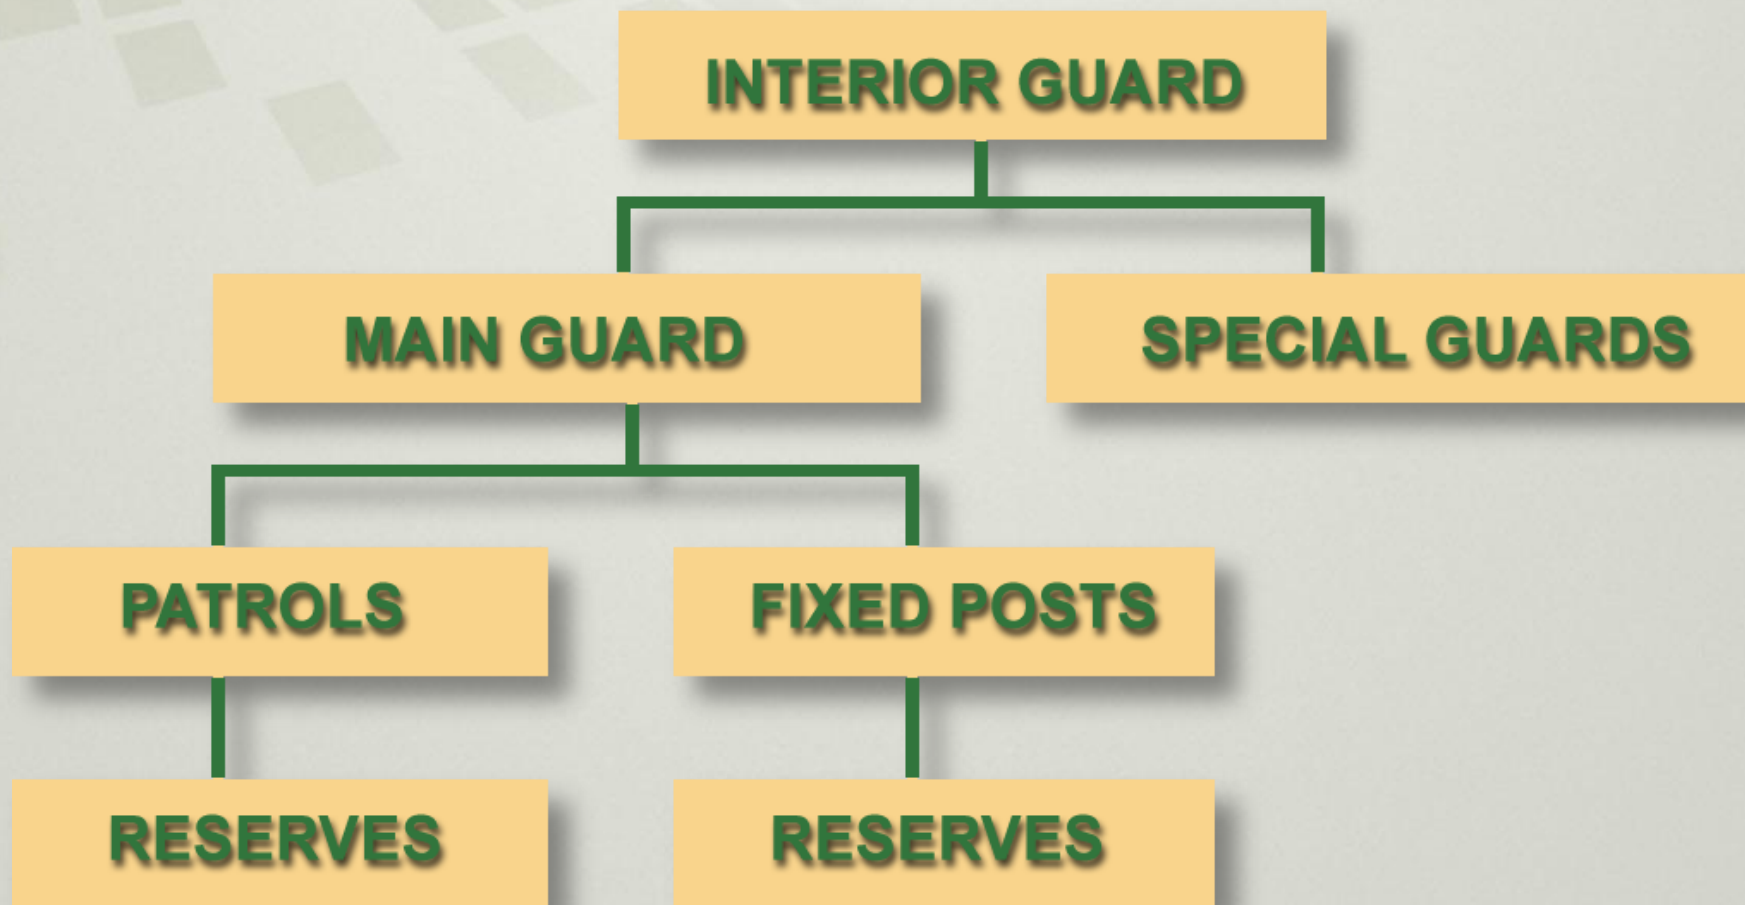 INTERIOR GUARD
MAIN GUARD
SPECIAL GUARDS
PATROLS
FIXED POSTS
RESERVES
RESERVES